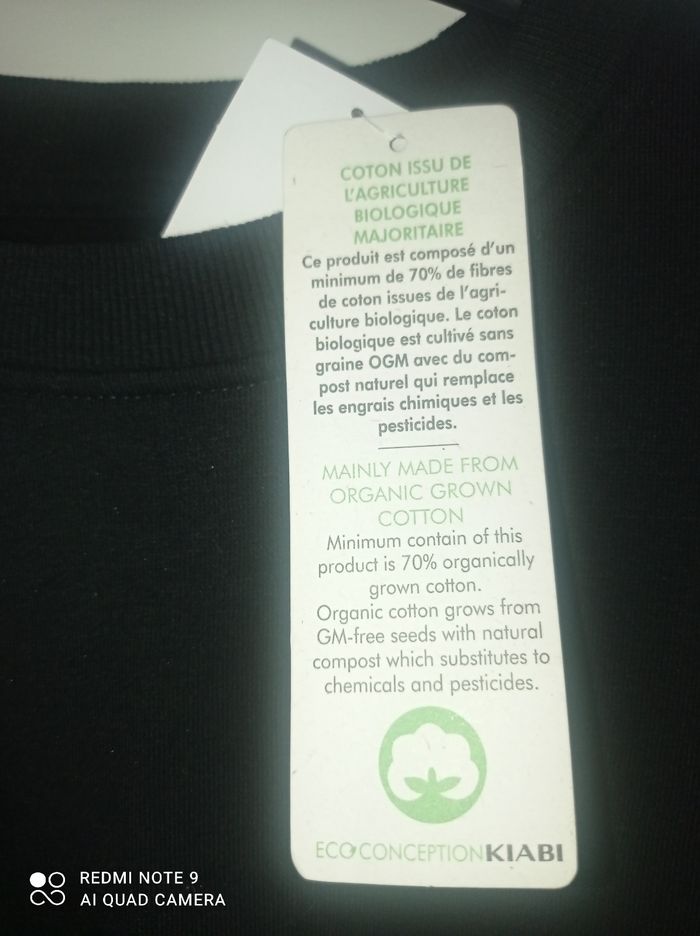 COTON ISSU DE
L'AGRICULTURE
BIOLOGIQUE
MAJORITAIRE
Ce produit est composé d'un
minimum de 70% de fibres
de coton issues de l'agri-
culture biologique. Le coton
biologique est cultivé sans
graine OGM avec du com-
post naturel qui remplace
les engrais chimiques et les
pesticides.
MAINLY MADE FROM
ORGANIC GROWN
COTTON
Minimum contain of this
product is 70% organically
grown cotton.
Organic cotton grows from
GM-free seeds with natural
compost which substitutes to
chemicals and pesticides.
ECO CONCEPTION KIABI
REDMI NOTE 9
AI QUAD CAMERA